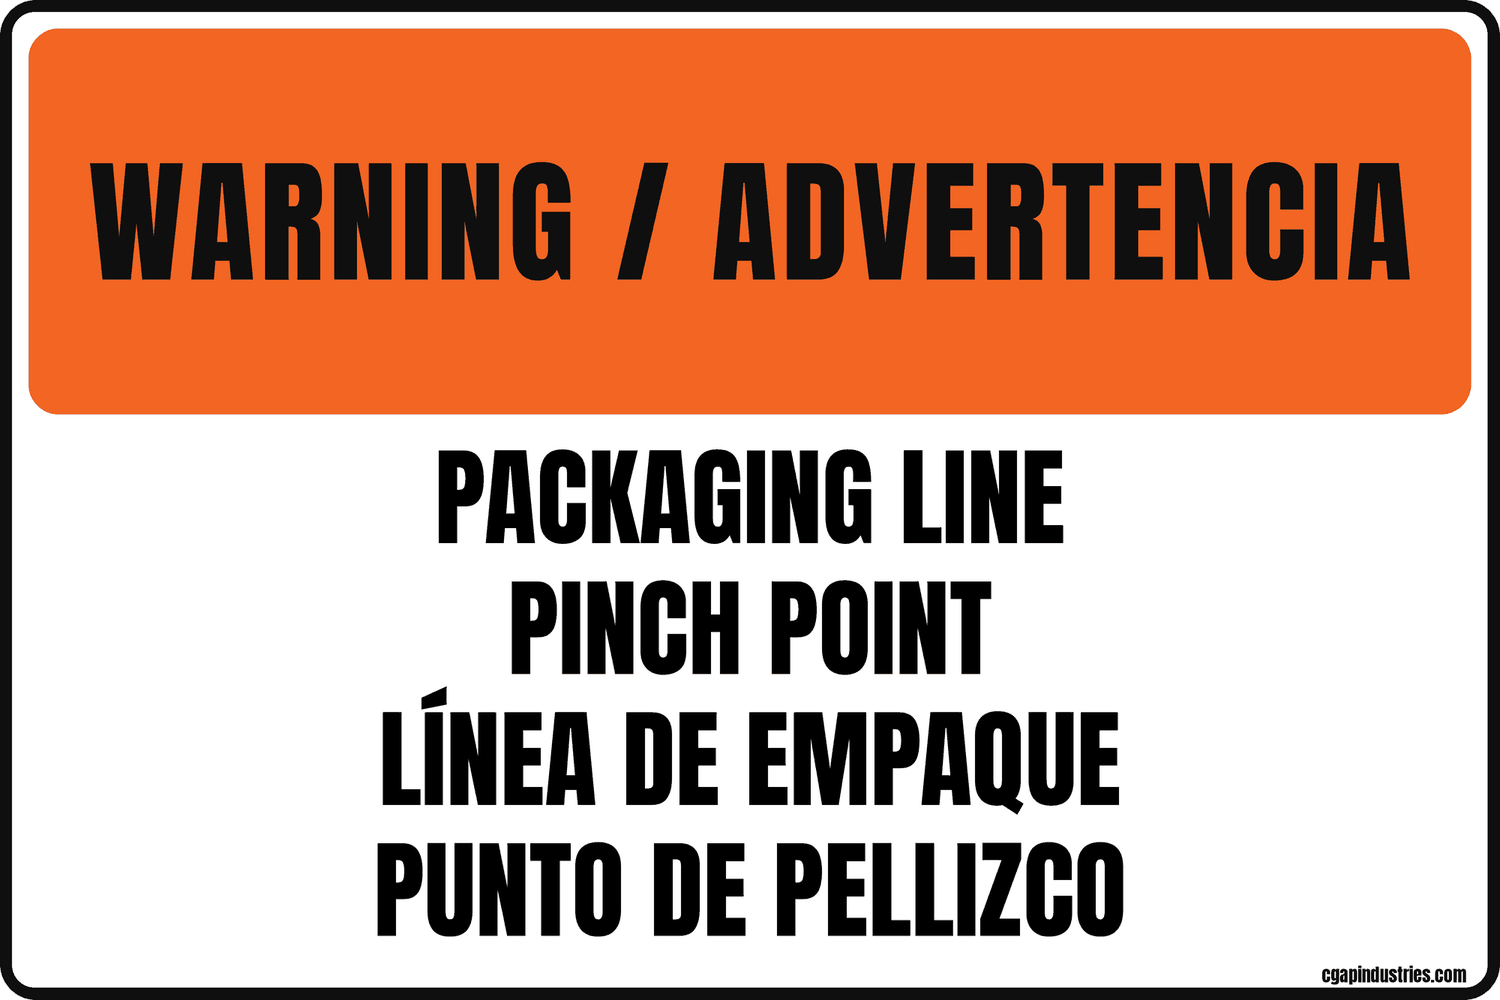 WARNING / ADVERTENCIA
PACKAGING LINE
PINCH POINT
LÍNEA DE EMPAQUE
PUNTO DE PELLIZCO
cgapindustries.com